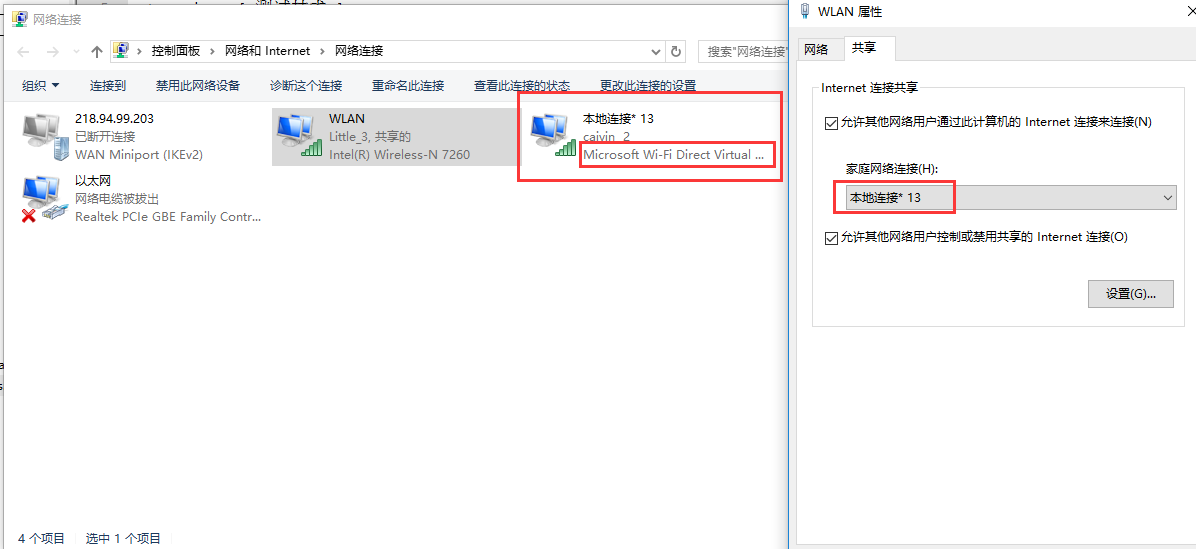 网络连接
控制面板 › 网络和 Internet › 网络连接
搜索"网络连接"
组织 连接到 禁用此网络设备 诊断这个连接 重命名此连接 查看此连接的状态 更改此连接的设置
218.94.99.203
已断开连接
WAN Miniport (IKEv2)
WLAN
Little_3, 共享的
Intel(R) Wireless-N 7260
本地连接* 13
caivin_2
Microsoft Wi-Fi Direct Virtual ...
以太网
网络电缆被拔出
Realtek PCIe GBE Family Contr...
4 个项目 选中 1 个项目
WLAN 属性
网络 共享
Internet 连接共享
允许其他网络用户通过此计算机的 Internet 连接来连接(N)
家庭网络连接(H):
本地连接* 13
允许其他网络用户控制或禁用共享的 Internet 连接(O)
设置(G)...